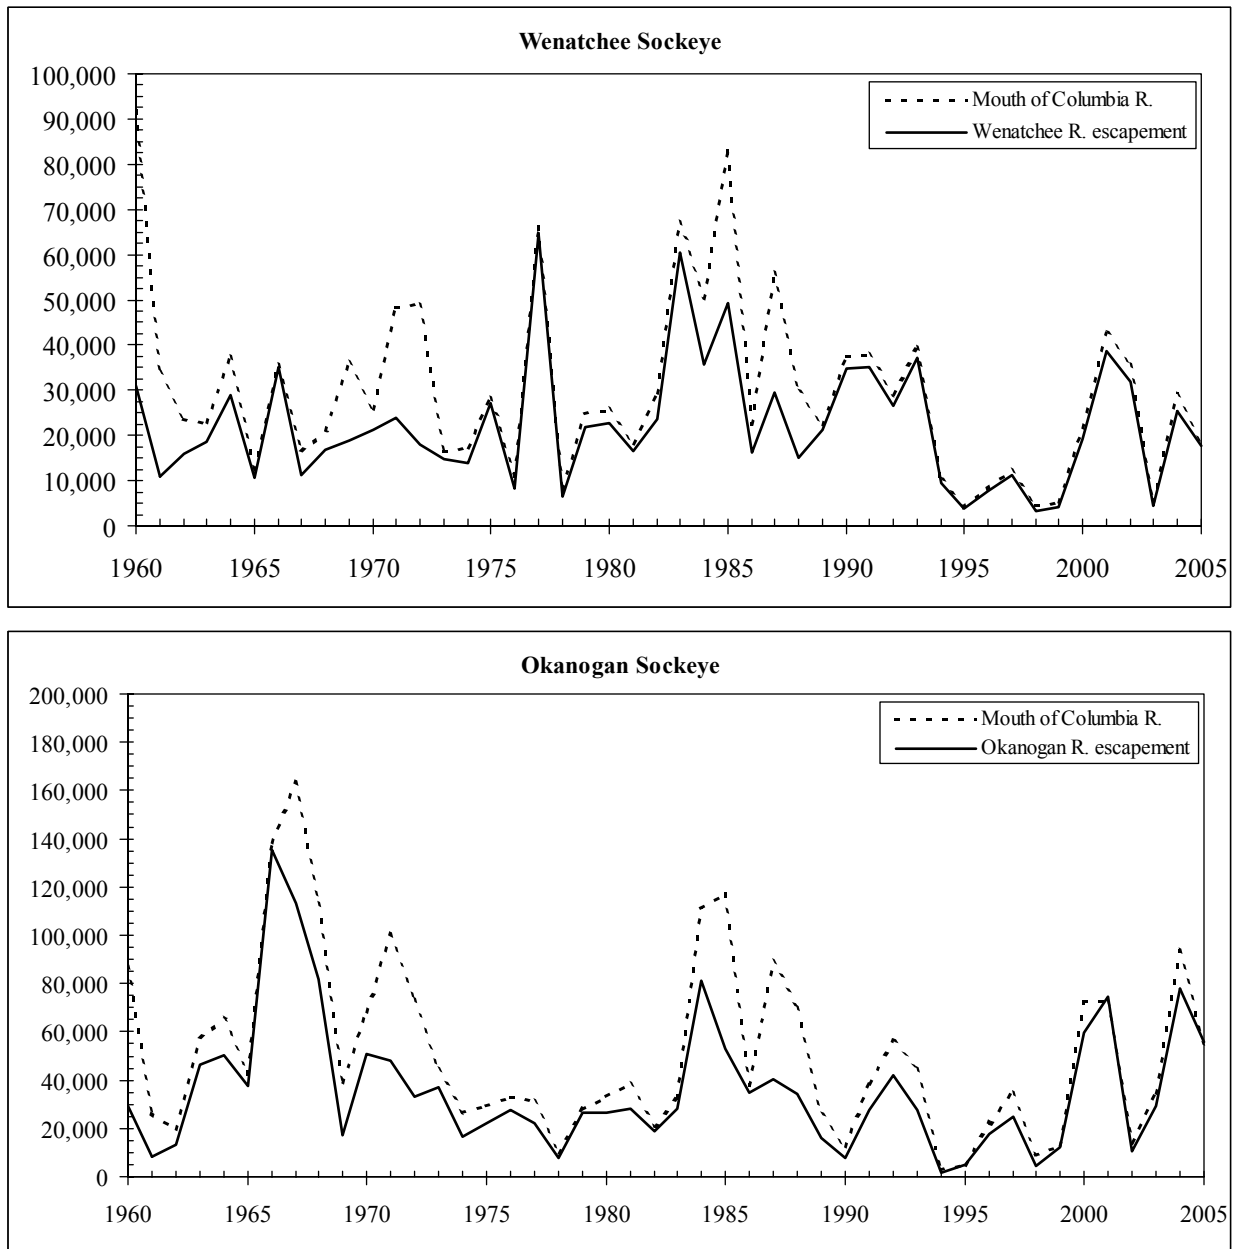 Wenatchee Sockeye
100,000
90,000
80,000
70,000
60,000
50,000
40,000
30,000
20,000
10,000
0
Mouth of Columbia R.
Wenatchee R. escapement
1960 1965 1970 1975 1980 1985 1990 1995 2000 2005
Okanogan Sockeye
200,000
180,000
160,000
140,000
120,000
100,000
80,000
60,000
40,000
20,000
0
Mouth of Columbia R.
Okanogan R. escapement
1960 1965 1970 1975 1980 1985 1990 1995 2000 2005